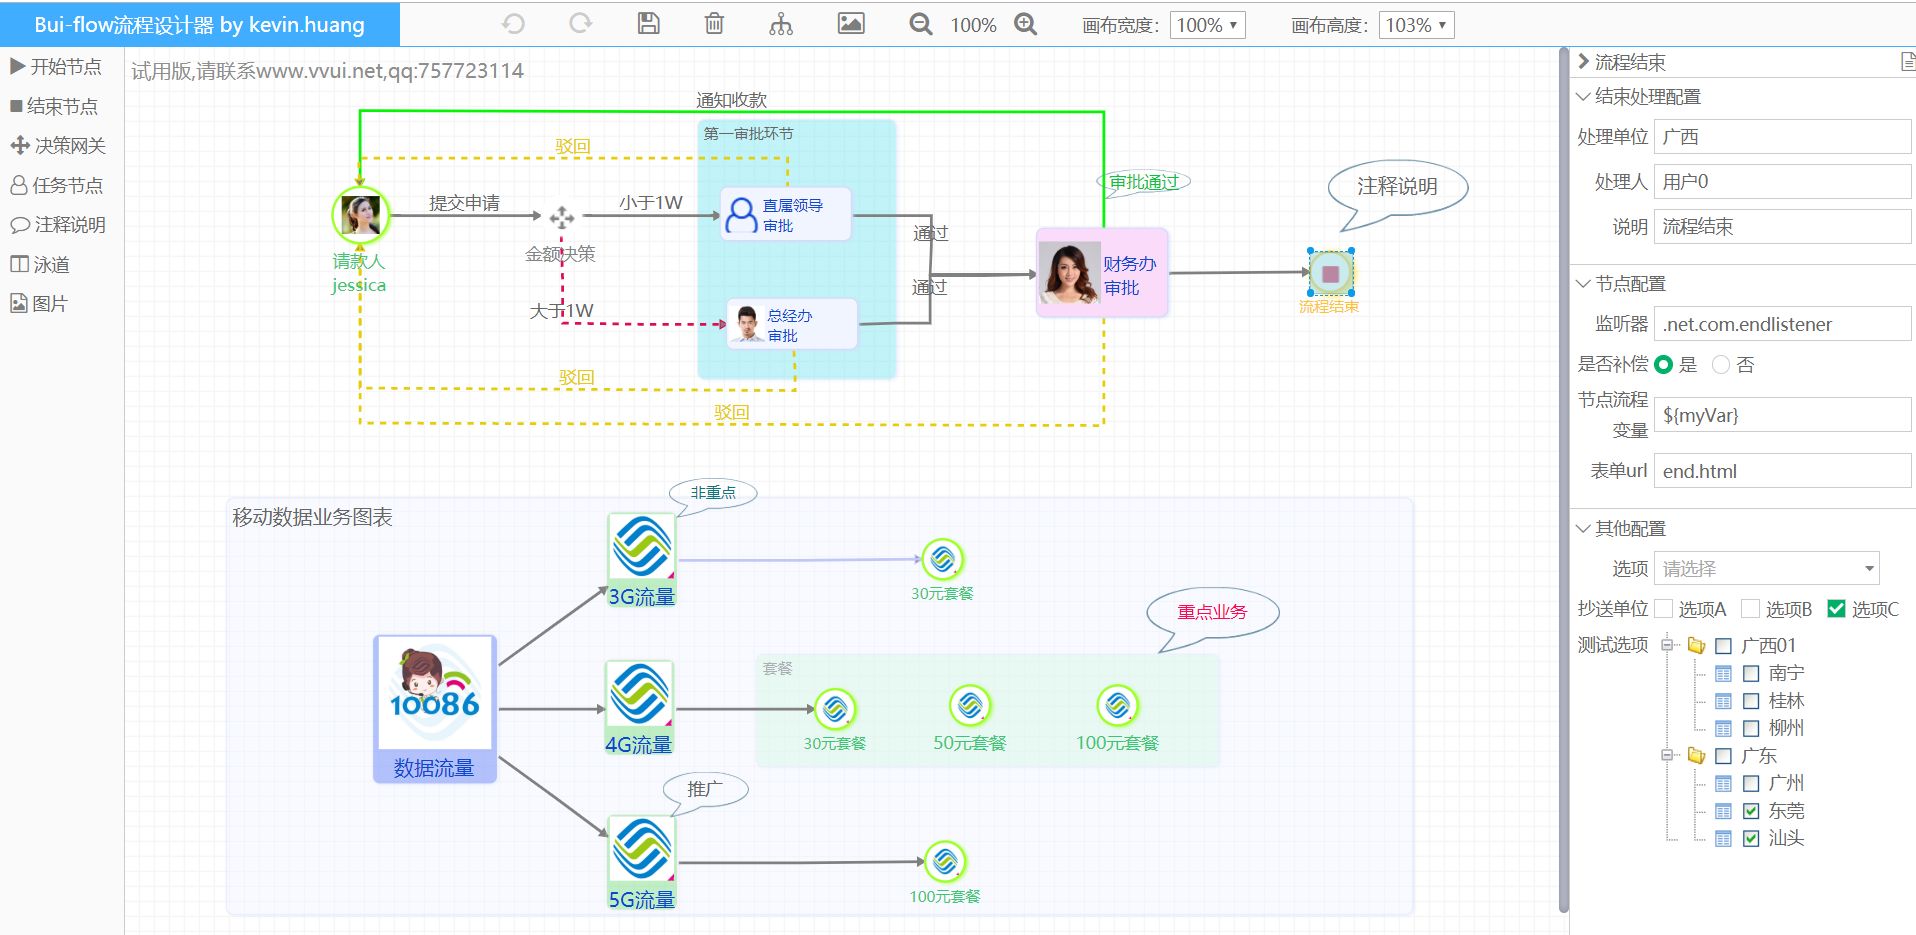 Bui-flow流程设计器 by kevin.huang
100%
画布宽度:
100%
画布高度:
103%
开始节点
结束节点
决策网关
任务节点
注释说明
泳道
图片
试用版,请联系www.vvui.net,qq:757723114
通知收款
第一审批环节
驳回
提交申请
小于1W
直属领导
审批
通过
审批通过
注释说明
请款人
jessica
金额决策
财务办
审批
通过
大于1W
总经办
审批
流程结束
驳回
驳回
移动数据业务图表
非重点
3G流量
30元套餐
重点业务
套餐
10086
数据流量
4G流量
30元套餐
50元套餐
100元套餐
推广
5G流量
100元套餐
流程结束
结束处理配置
处理单位
广西
处理人
用户0
说明
流程结束
节点配置
监听器
.net.com.endlistener
是否补偿
是
否
节点流程
变量
${myVar}
表单url
end.html
其他配置
选项
请选择
抄送单位
选项A
选项B
选项C
测试选项
广西01
南宁
桂林
柳州
广东
广州
东莞
汕头